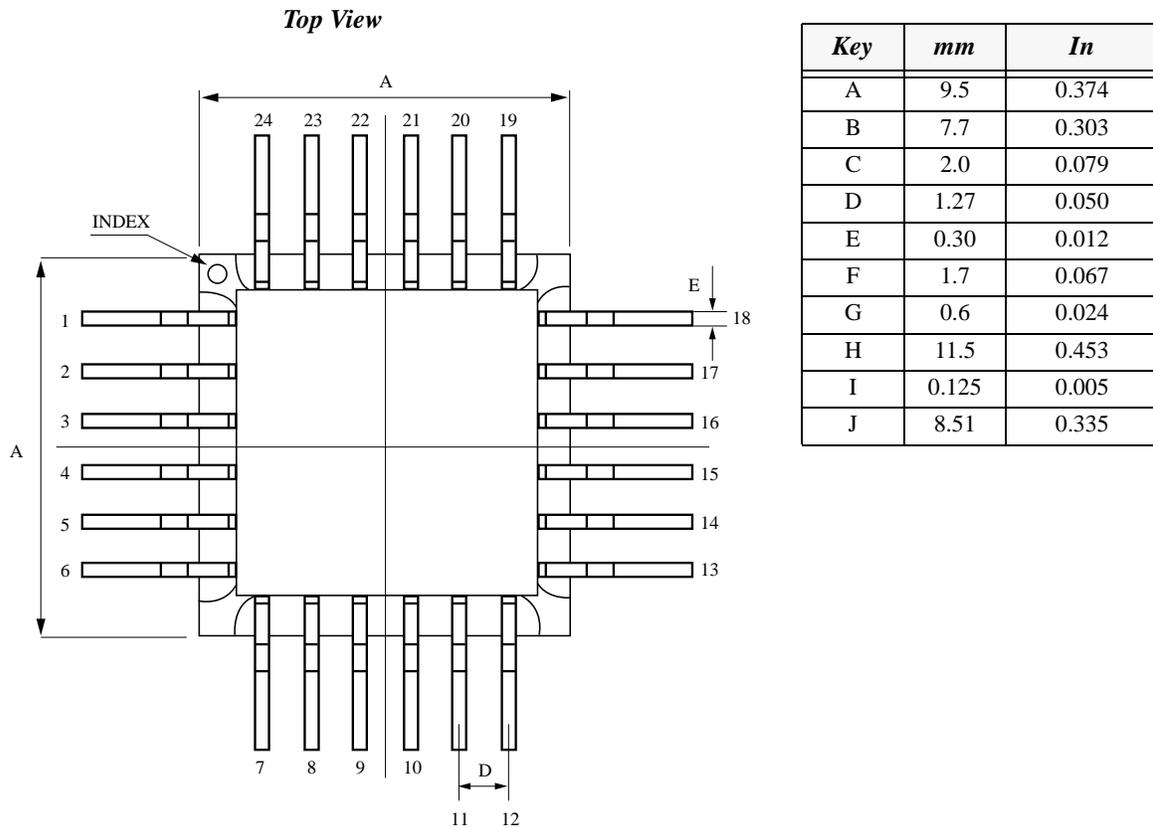 Top View
A
24 23 22 21 20 19
INDEX
E
1
18
2
17
3
16
A
4
15
5
14
6
13
7 8 9 10 D
11 12
Key mm In
A 9.5 0.374
B 7.7 0.303
C 2.0 0.079
D 1.27 0.050
E 0.30 0.012
F 1.7 0.067
G 0.6 0.024
H 11.5 0.453
I 0.125 0.005
J 8.51 0.335